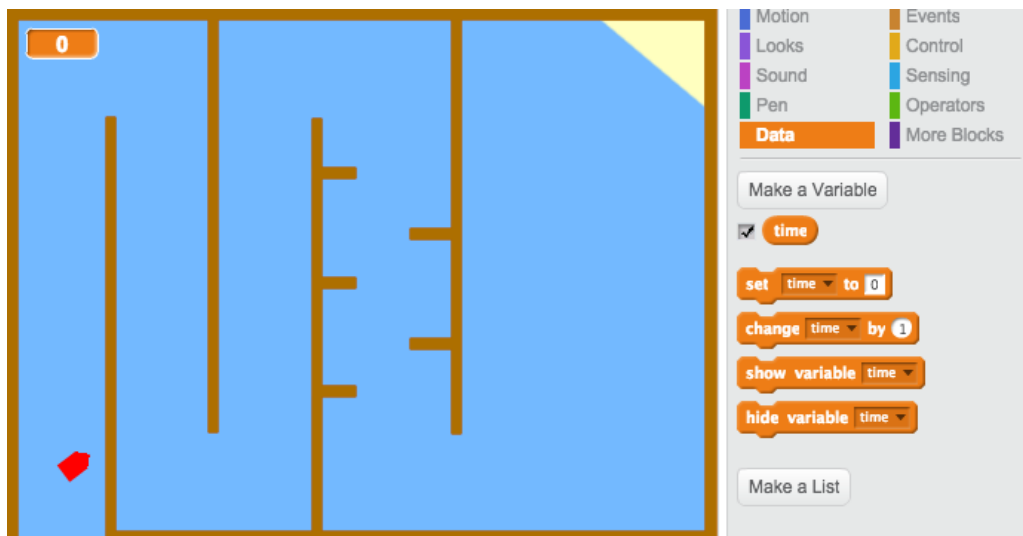 0
Motion Events
Looks Control
Sound Sensing
Pen Operators
Data More Blocks
Make a Variable
time
set time to 0
change time by 1
show variable time
hide variable time
Make a List